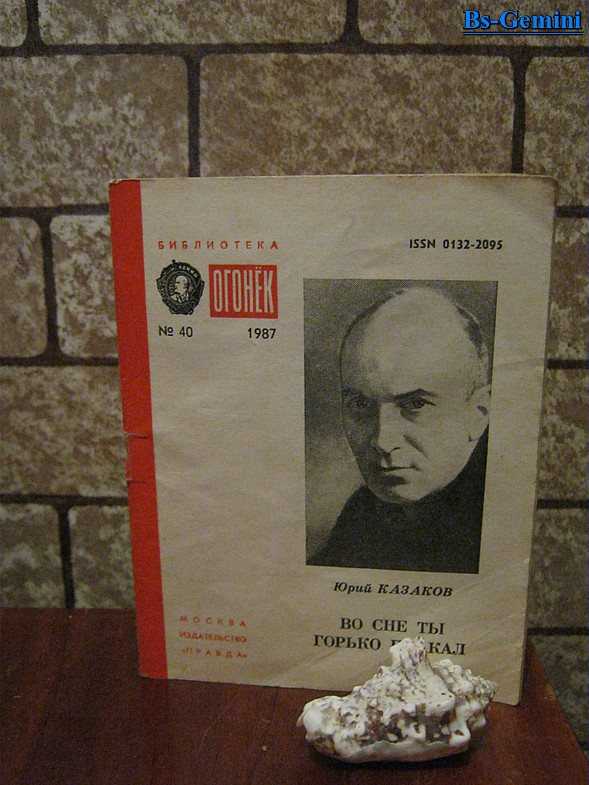 Bs-Gemini
БИБЛИОТЕКА
ISSN 0132-2095
ОГОНЁК
№ 40 1987
Юрий КАЗАКОВ
ВО СНЕ ТЫ
ГОРЬКО
МОСКВА
ИЗДАТЕЛЬСТВО
«ПРАВДА»